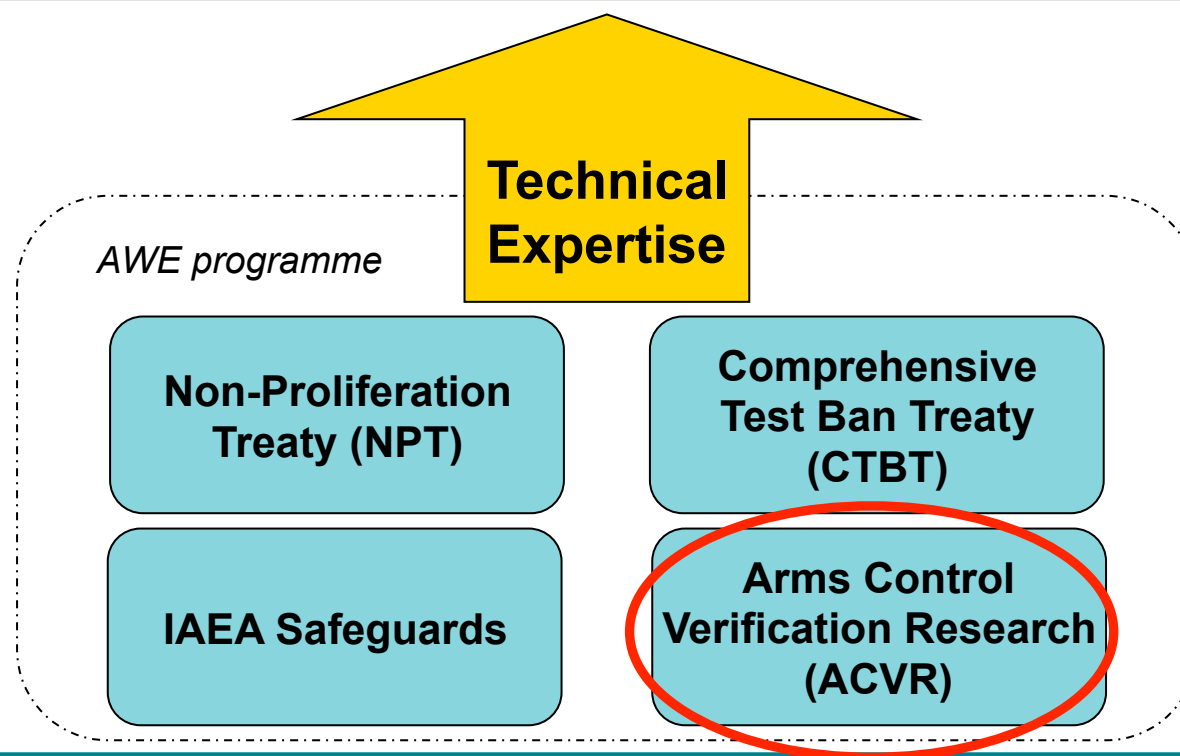 Technical
Expertise
AWE programme
Non-Proliferation
Treaty (NPT)
Comprehensive
Test Ban Treaty
(CTBT)
IAEA Safeguards
Arms Control
Verification Research
(ACVR)